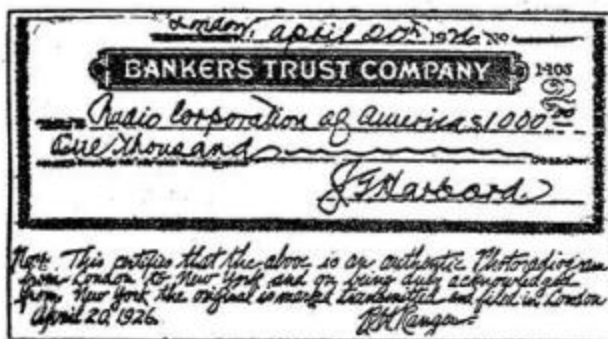 London, April 20th 1926 No
BANKERS TRUST COMPANY 1-103
Radio Corporation of America $1000
One thousand
J G Harbord
Note. This certifies that the above is an authentic Photoradio sent
from London to New York and on being duly acknowledged
from New York the original is marked transmitted and filed in London
April 20, 1926. R H Ranger